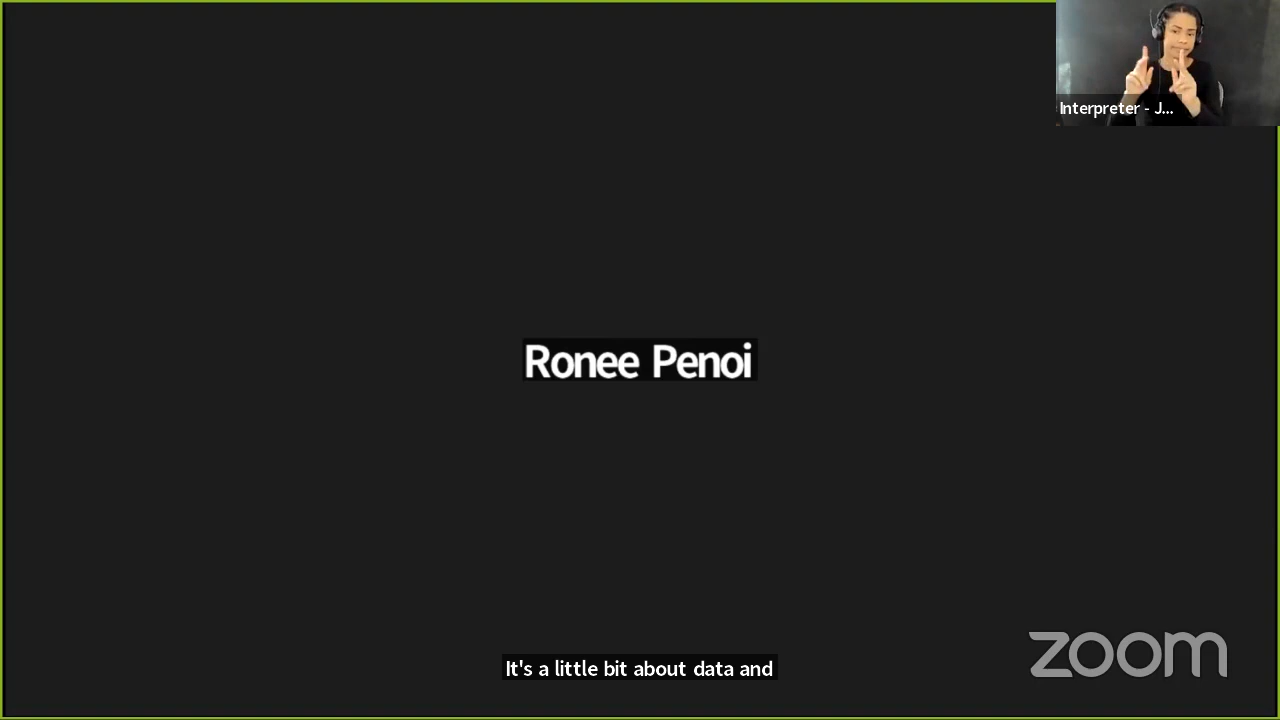 Interpreter - J...
Ronee Penoi
It's a little bit about data and
zoom